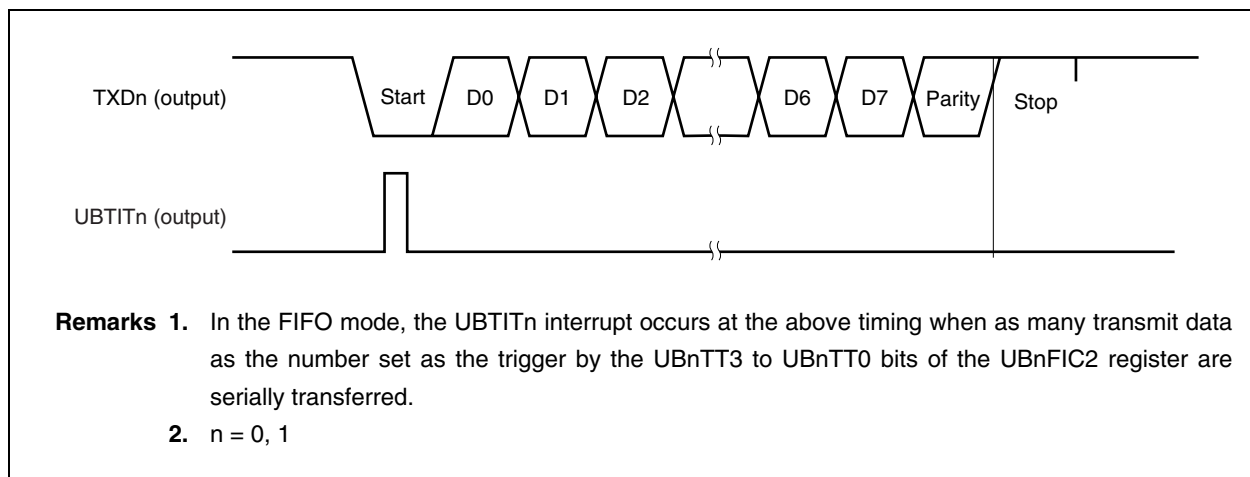 TXDn (output)
Start D0 D1 D2 D6 D7 Parity Stop
UBTITn (output)
Remarks 1. In the FIFO mode, the UBTITn interrupt occurs at the above timing when as many transmit data
as the number set as the trigger by the UBnTT3 to UBnTT0 bits of the UBnFIC2 register are
serially transferred.
2. n = 0, 1